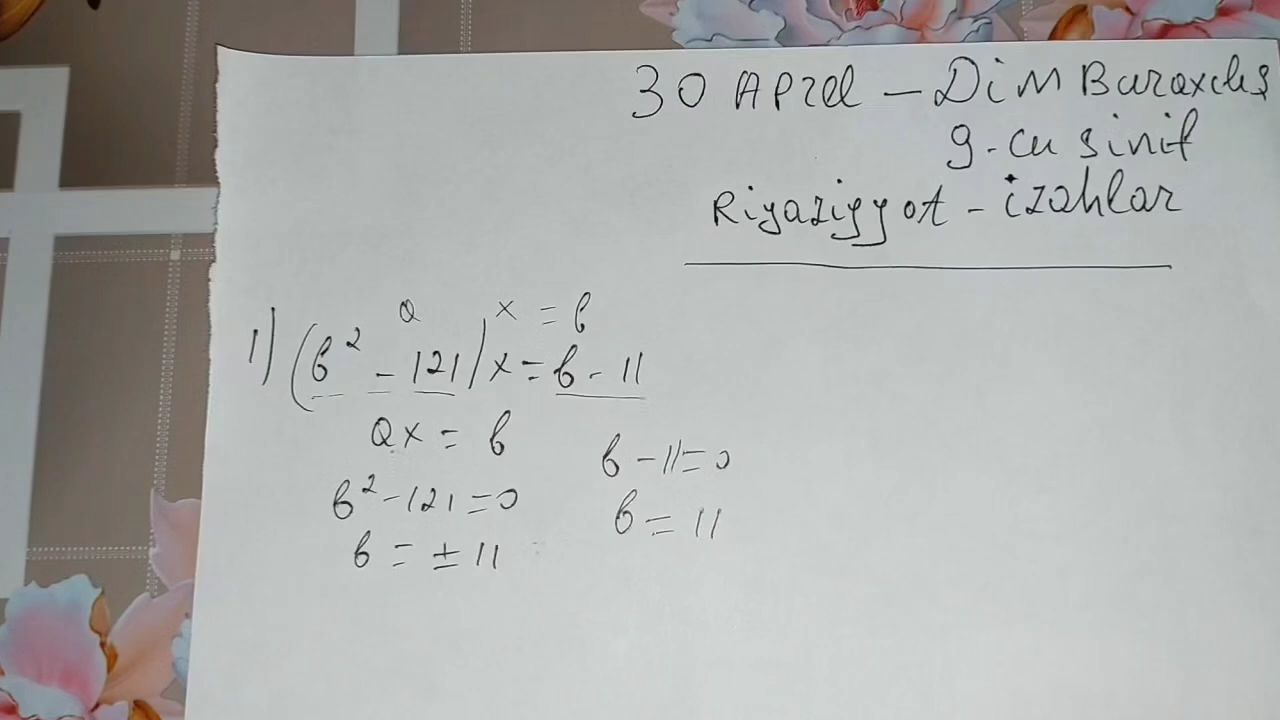 30 Aprel - DİM Buraxılış
9-cu sinif
Riyaziyyat - izahlar
a x = b
1) (b² - 121) x = b - 11
ax = b
b - 11 = 0
b² - 121 = 0
b = 11
b = ± 11